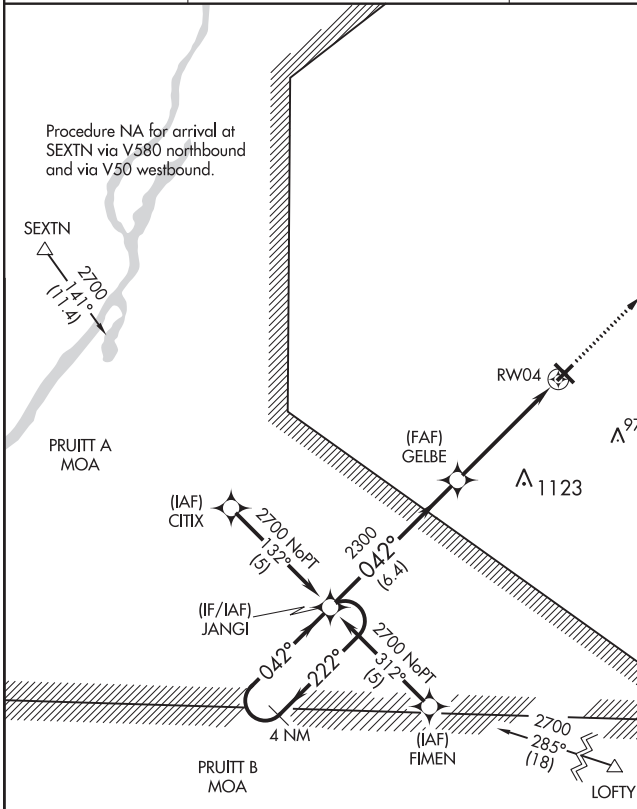 Procedure NA for arrival at
SEXTN via V580 northbound
and via V50 westbound.
SEXTN
2700
141°
(11.4)
RW04
PRUITT A
MOA
(FAF)
GELBE
97
1123
(IAF)
CITIX
2700 NoPT
132°
(5)
2300
042°
(6.4)
(IF/IAF)
JANGI
042°
222°
2700 NoPT
312°
(5)
4 NM
(IAF)
FIMEN
2700
285°
(18)
LOFTY
PRUITT B
MOA